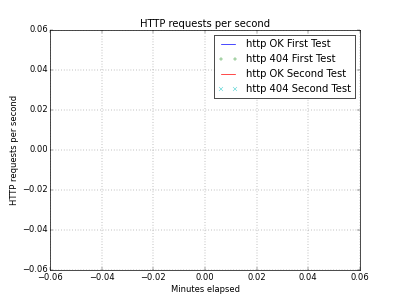 HTTP requests per second
http OK First Test
http 404 First Test
http OK Second Test
http 404 Second Test
HTTP requests per second
0.06
0.04
0.02
0.00
−0.02
−0.04
−0.06
−0.06 −0.04 −0.02 0.00 0.02 0.04 0.06
Minutes elapsed